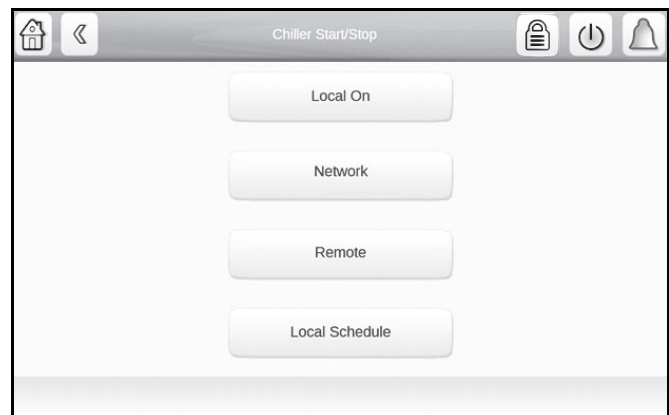 Chiller Start/Stop
Local On
Network
Remote
Local Schedule